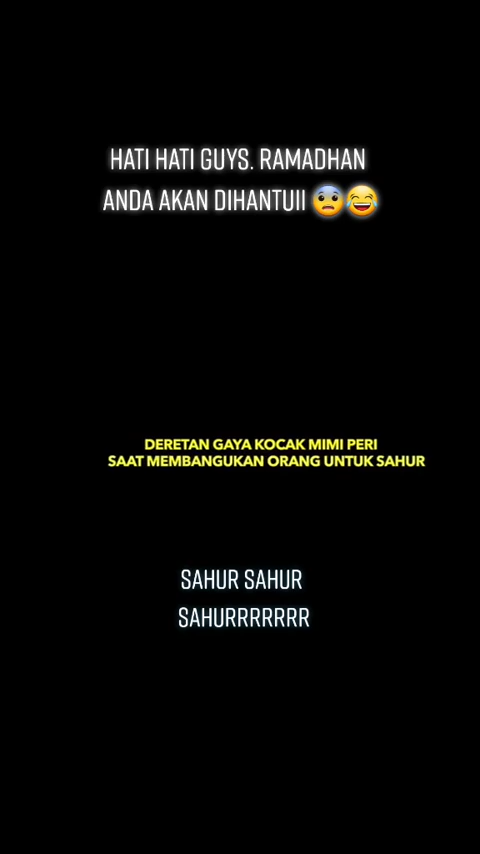 HATI HATI GUYS. RAMADHAN
ANDA AKAN DIHANTUII 😨😂
DERETAN GAYA KOCAK MIMI PERI
SAAT MEMBANGUKAN ORANG UNTUK SAHUR
SAHUR SAHUR
SAHURRRRRRR